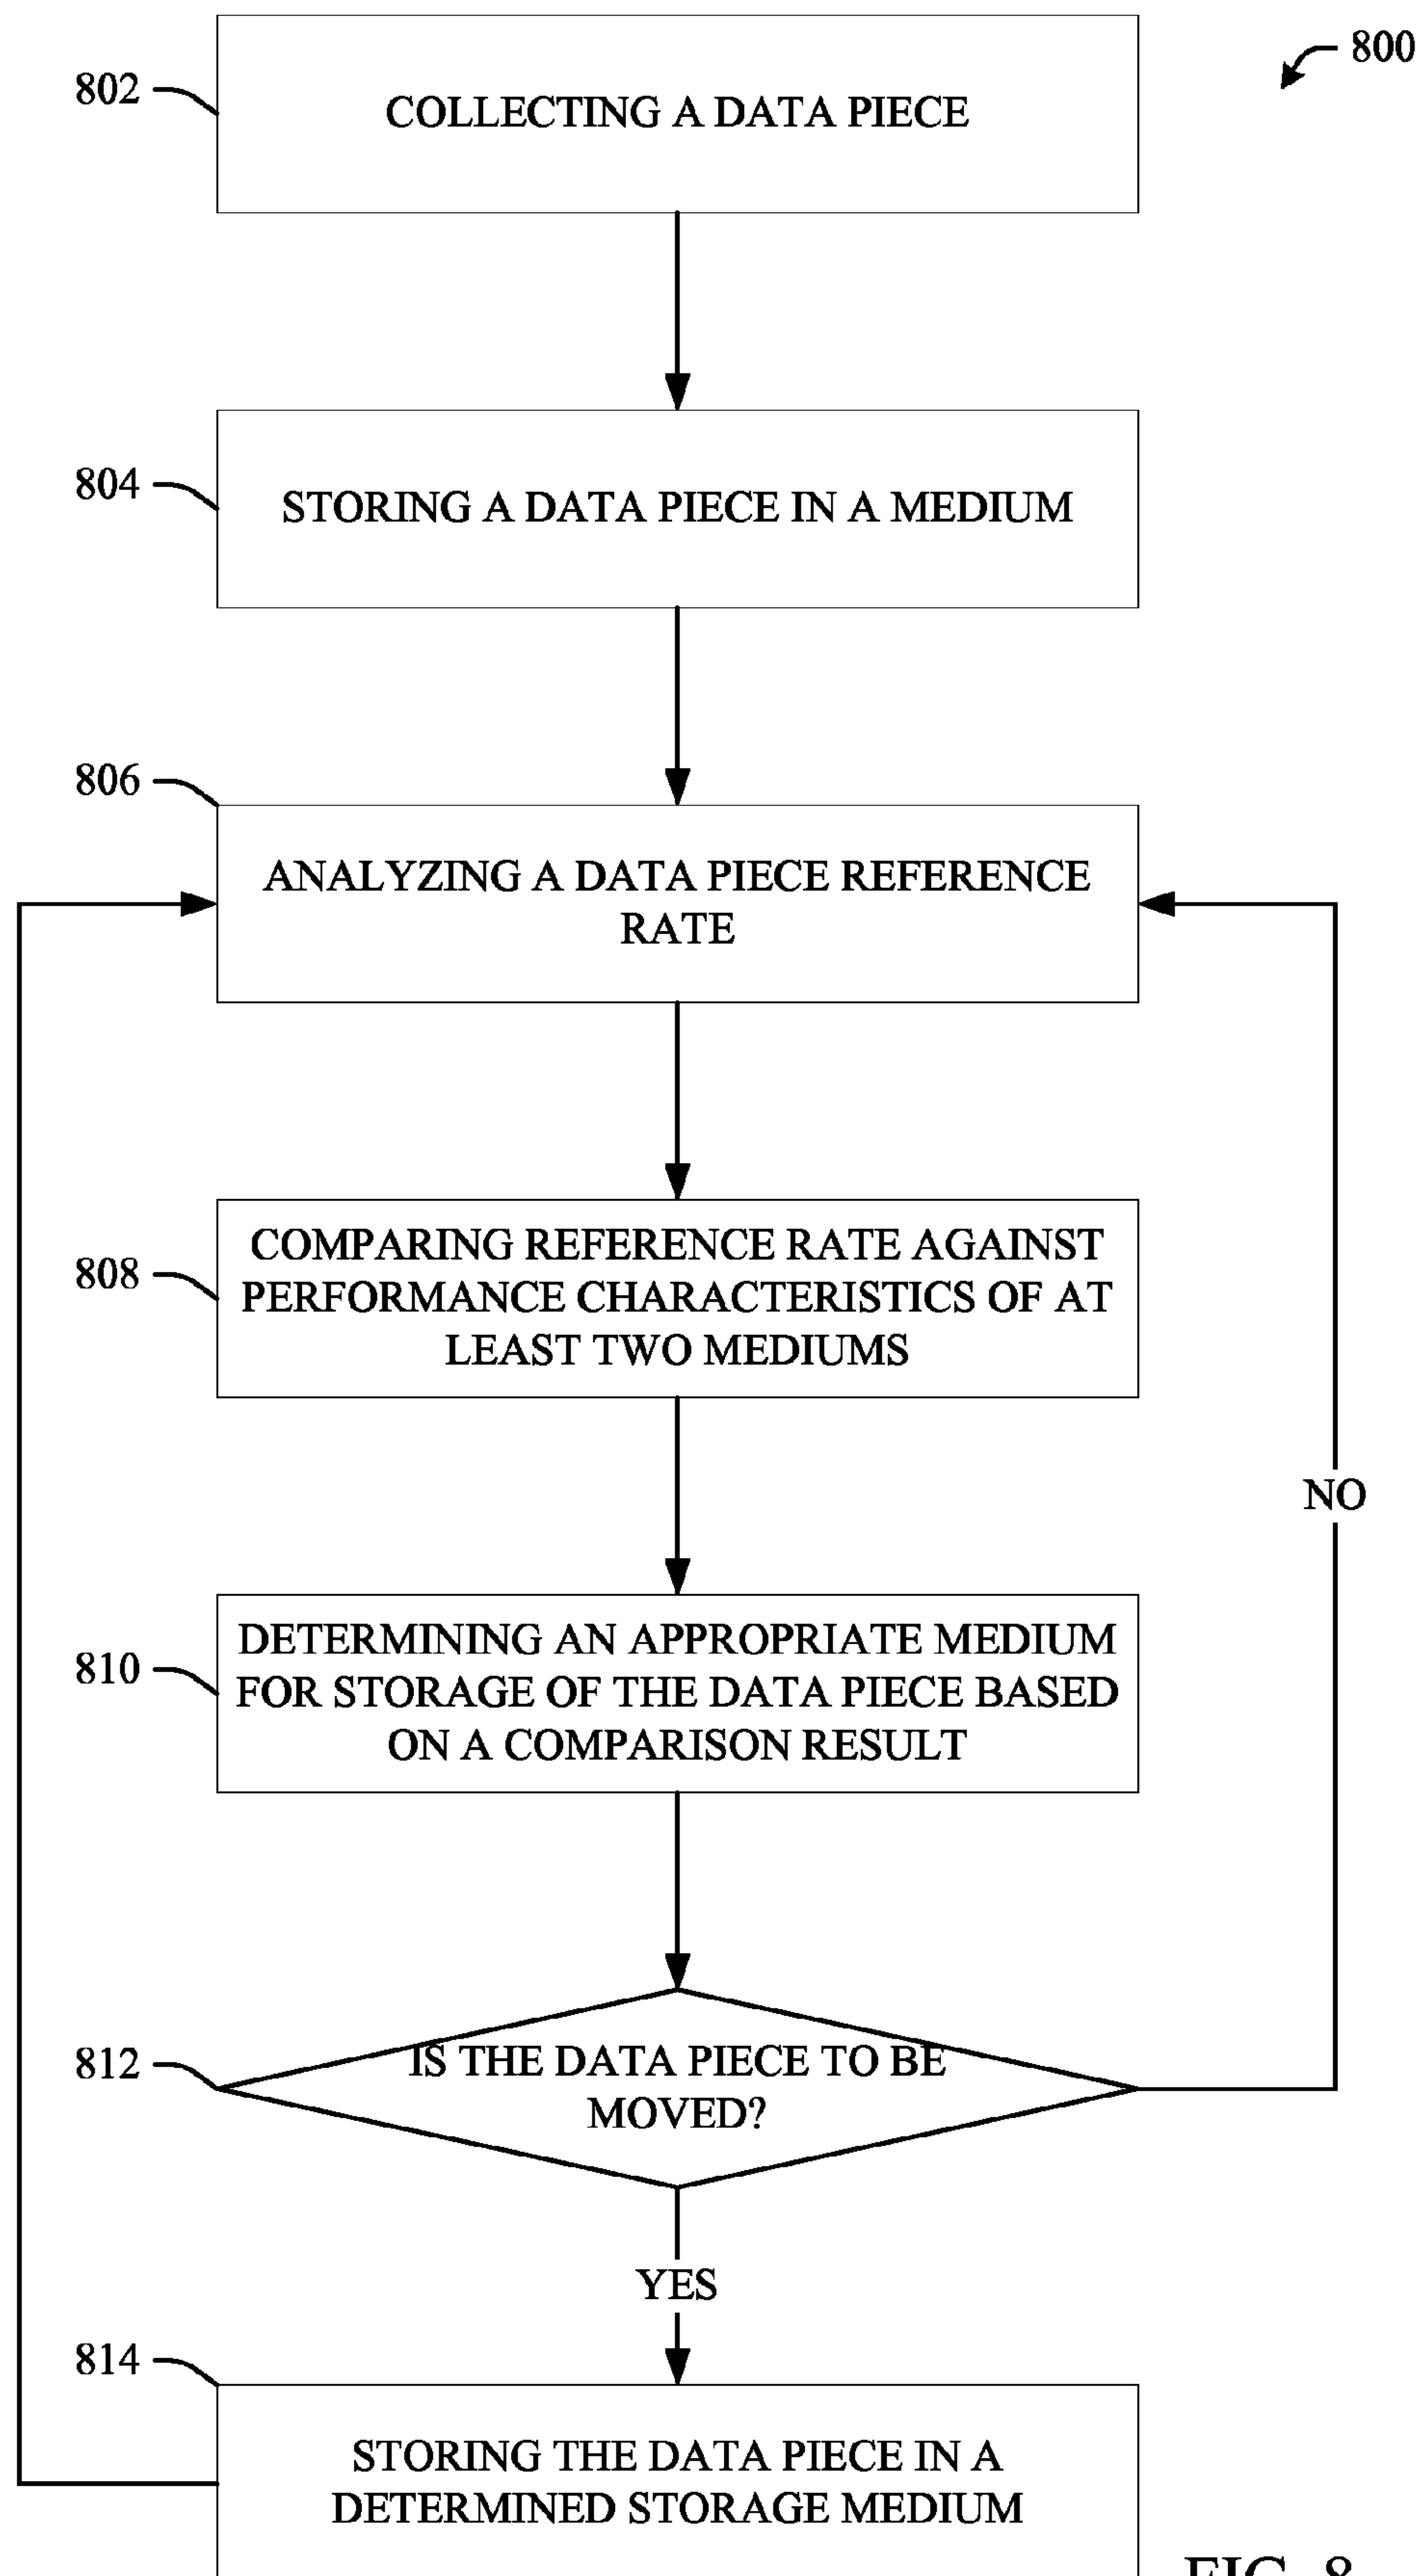 800
802
COLLECTING A DATA PIECE
804
STORING A DATA PIECE IN A MEDIUM
806
ANALYZING A DATA PIECE REFERENCE
RATE
808
COMPARING REFERENCE RATE AGAINST
PERFORMANCE CHARACTERISTICS OF AT
LEAST TWO MEDIUMS
NO
810
DETERMINING AN APPROPRIATE MEDIUM
FOR STORAGE OF THE DATA PIECE BASED
ON A COMPARISON RESULT
812
IS THE DATA PIECE TO BE
MOVED?
YES
814
STORING THE DATA PIECE IN A
DETERMINED STORAGE MEDIUM
FIG. 8